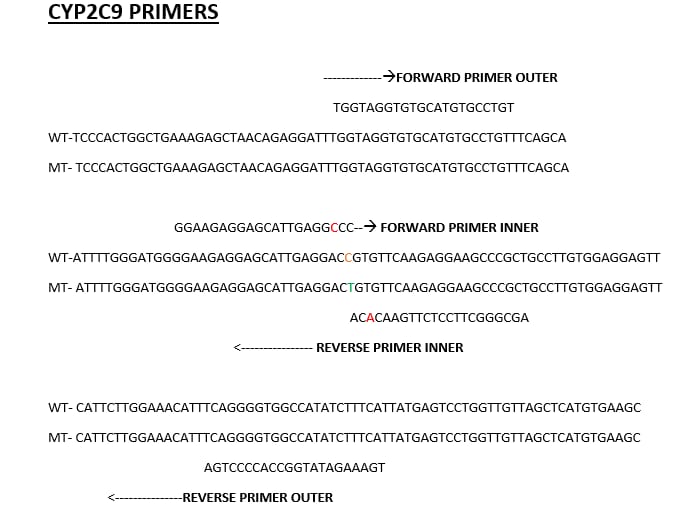 CYP2C9 PRIMERS
-------------→FORWARD PRIMER OUTER
TGGTAGGTGTGCATGTGCCTGT
WT-TCCCACTGGCTGAAAGAGCTAACAGAGGATTTGGTAGGTGTGCATGTGCCTGTTTCAGCA
MT- TCCCACTGGCTGAAAGAGCTAACAGAGGATTTGGTAGGTGTGCATGTGCCTGTTTCAGCA
GGAAGAGGAGCATTGAGGCCC--→ FORWARD PRIMER INNER
WT-ATTTTGGGATGGGGAAGAGGAGCATTGAGGACCGTGTTCAAGAGGAAGCCCGCTGCCTTGTGGAGGAGTT
MT- ATTTTGGGATGGGGAAGAGGAGCATTGAGGACTGTGTTCAAGAGGAAGCCCGCTGCCTTGTGGAGGAGTT
ACACAAGTTCTCCTTCGGGCGA
<---------------- REVERSE PRIMER INNER
WT- CATTCTTGGAAACATTTCAGGGGTGGCCATATCTTTCATTATGAGTCCTGGTTGTTAGCTCATGTGAAGC
MT- CATTCTTGGAAACATTTCAGGGGTGGCCATATCTTTCATTATGAGTCCTGGTTGTTAGCTCATGTGAAGC
AGTCCCCACCGGTATAGAAAGT
<---------------REVERSE PRIMER OUTER